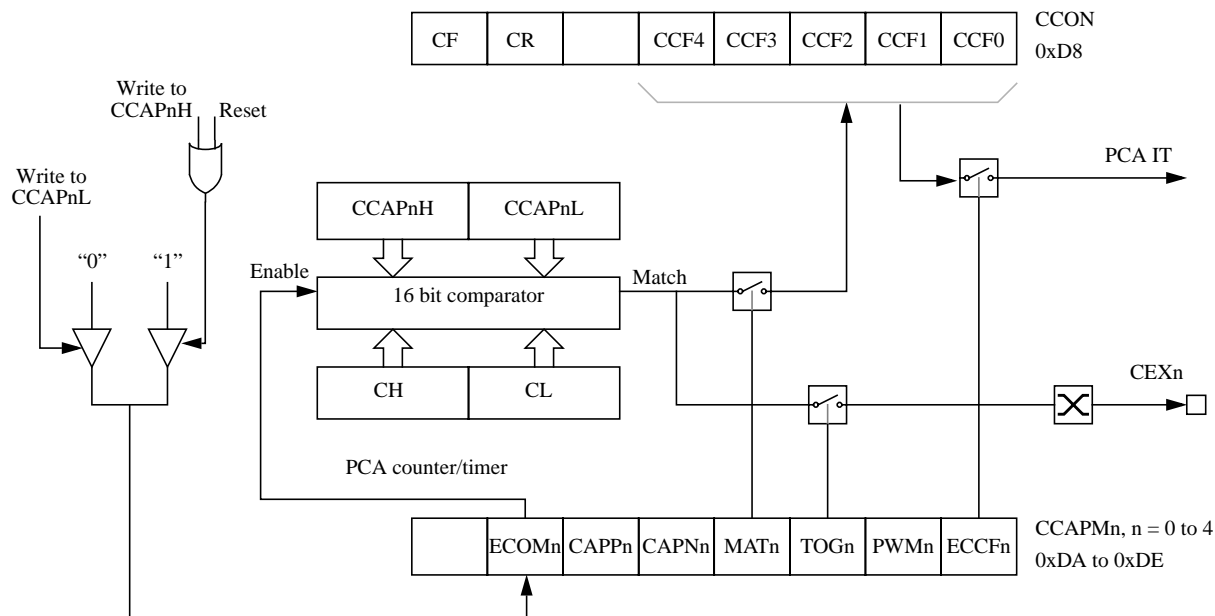 CF
CR
CCF4
CCF3
CCF2
CCF1
CCF0
CCON
0xD8
Write to
CCAPnH
Reset
Write to
CCAPnL
PCA IT
CCAPnH
CCAPnL
“0”
“1”
Enable
16 bit comparator
Match
CH
CL
CEXn
PCA counter/timer
ECOMn
CAPPn
CAPNn
MATn
TOGn
PWMn
ECCFn
CCAPMn, n = 0 to 4
0xDA to 0xDE